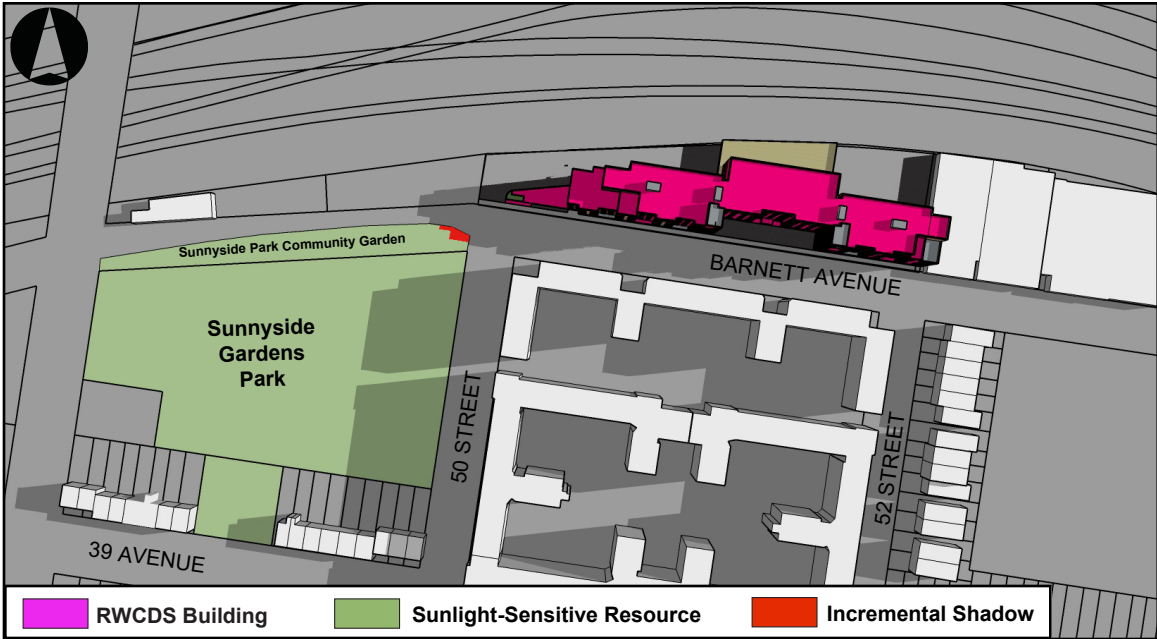 Sunnyside Park Community Garden
BARNETT AVENUE
Sunnyside
Gardens
Park
50 STREET
52 STREET
39 AVENUE
RWCDS Building
Sunlight-Sensitive Resource
Incremental Shadow